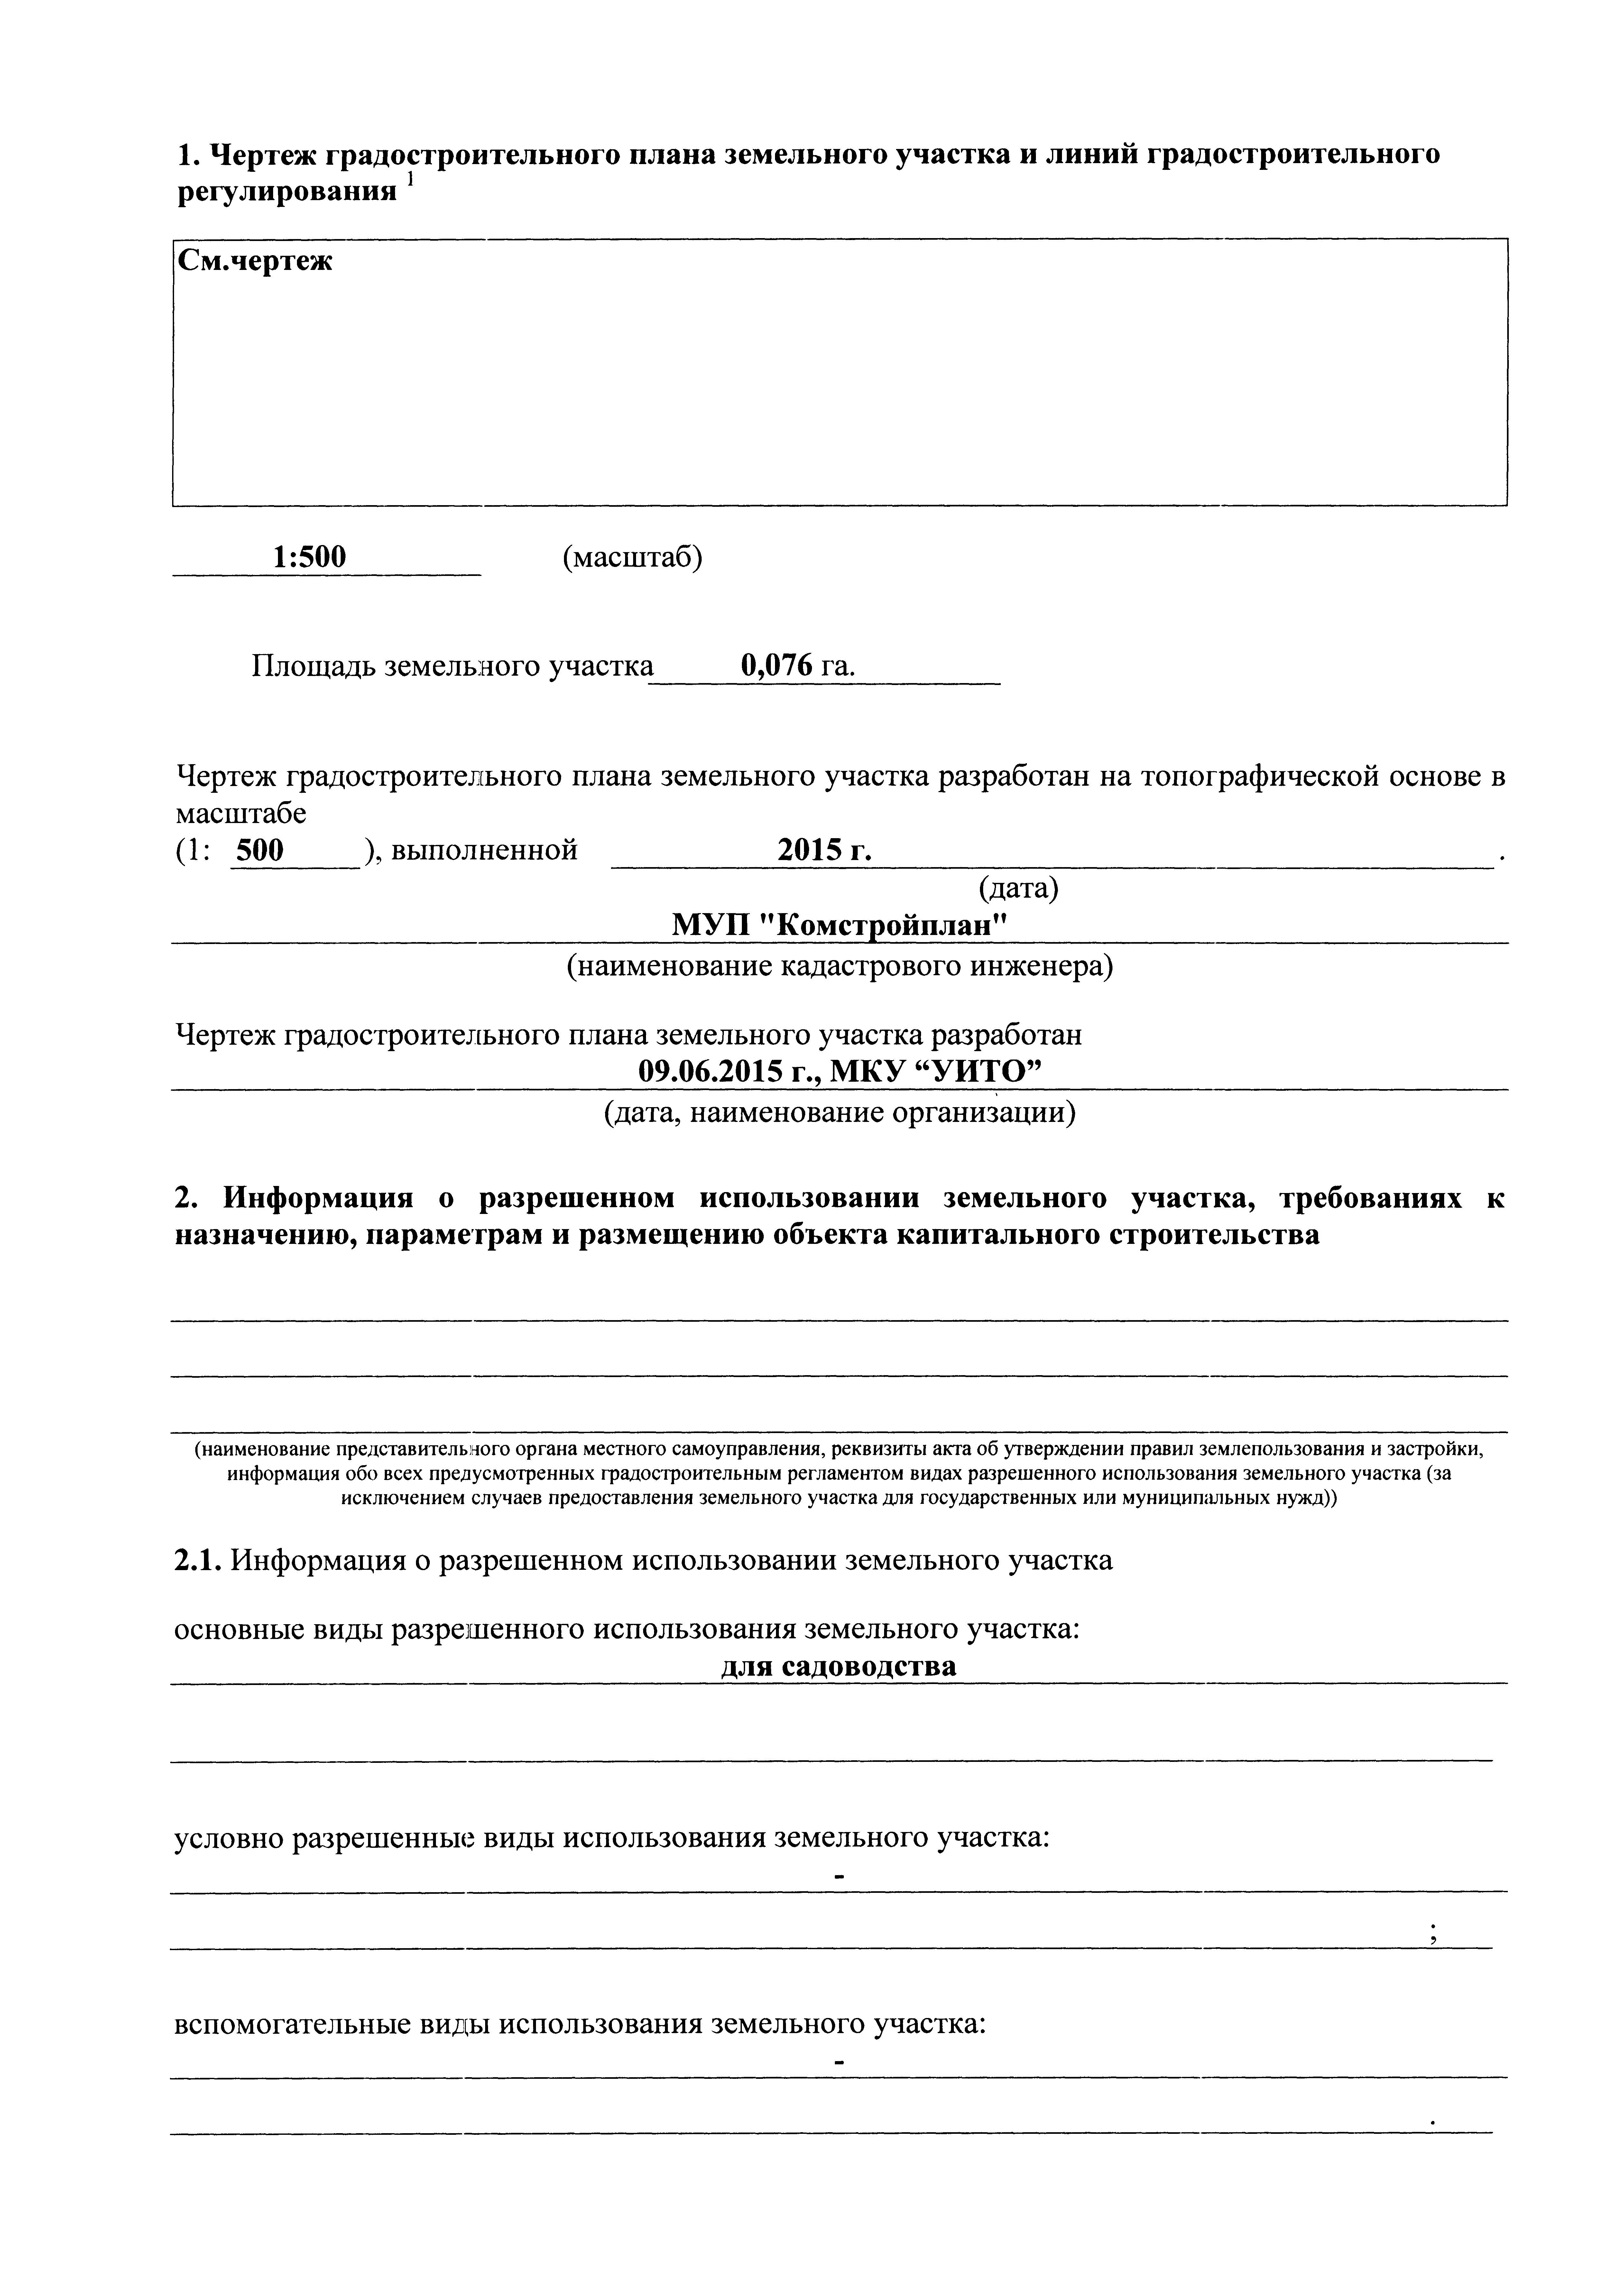 1. Чертеж градостроительного плана земельного участка и линий градостроительного
регулирования 1
См.чертеж
1:500 (масштаб)
Площадь земельного участка 0,076 га.
Чертеж градостроительного плана земельного участка разработан на топографической основе в
масштабе
(1: 500 ), выполненной 2015 г. .
(дата)
МУП "Комстройплан"
(наименование кадастрового инженера)
Чертеж градостроительного плана земельного участка разработан
09.06.2015 г., МКУ “УИТО”
(дата, наименование организации)
2. Информация о разрешенном использовании земельного участка, требованиях к
назначению, параметрам и размещению объекта капитального строительства
(наименование представительного органа местного самоуправления, реквизиты акта об утверждении правил землепользования и застройки,
информация обо всех предусмотренных градостроительным регламентом видах разрешенного использования земельного участка (за
исключением случаев предоставления земельного участка для государственных или муниципальных нужд))
2.1. Информация о разрешенном использовании земельного участка
основные виды разрешенного использования земельного участка:
для садоводства
условно разрешенные виды использования земельного участка:
-
;
вспомогательные виды использования земельного участка:
-
.